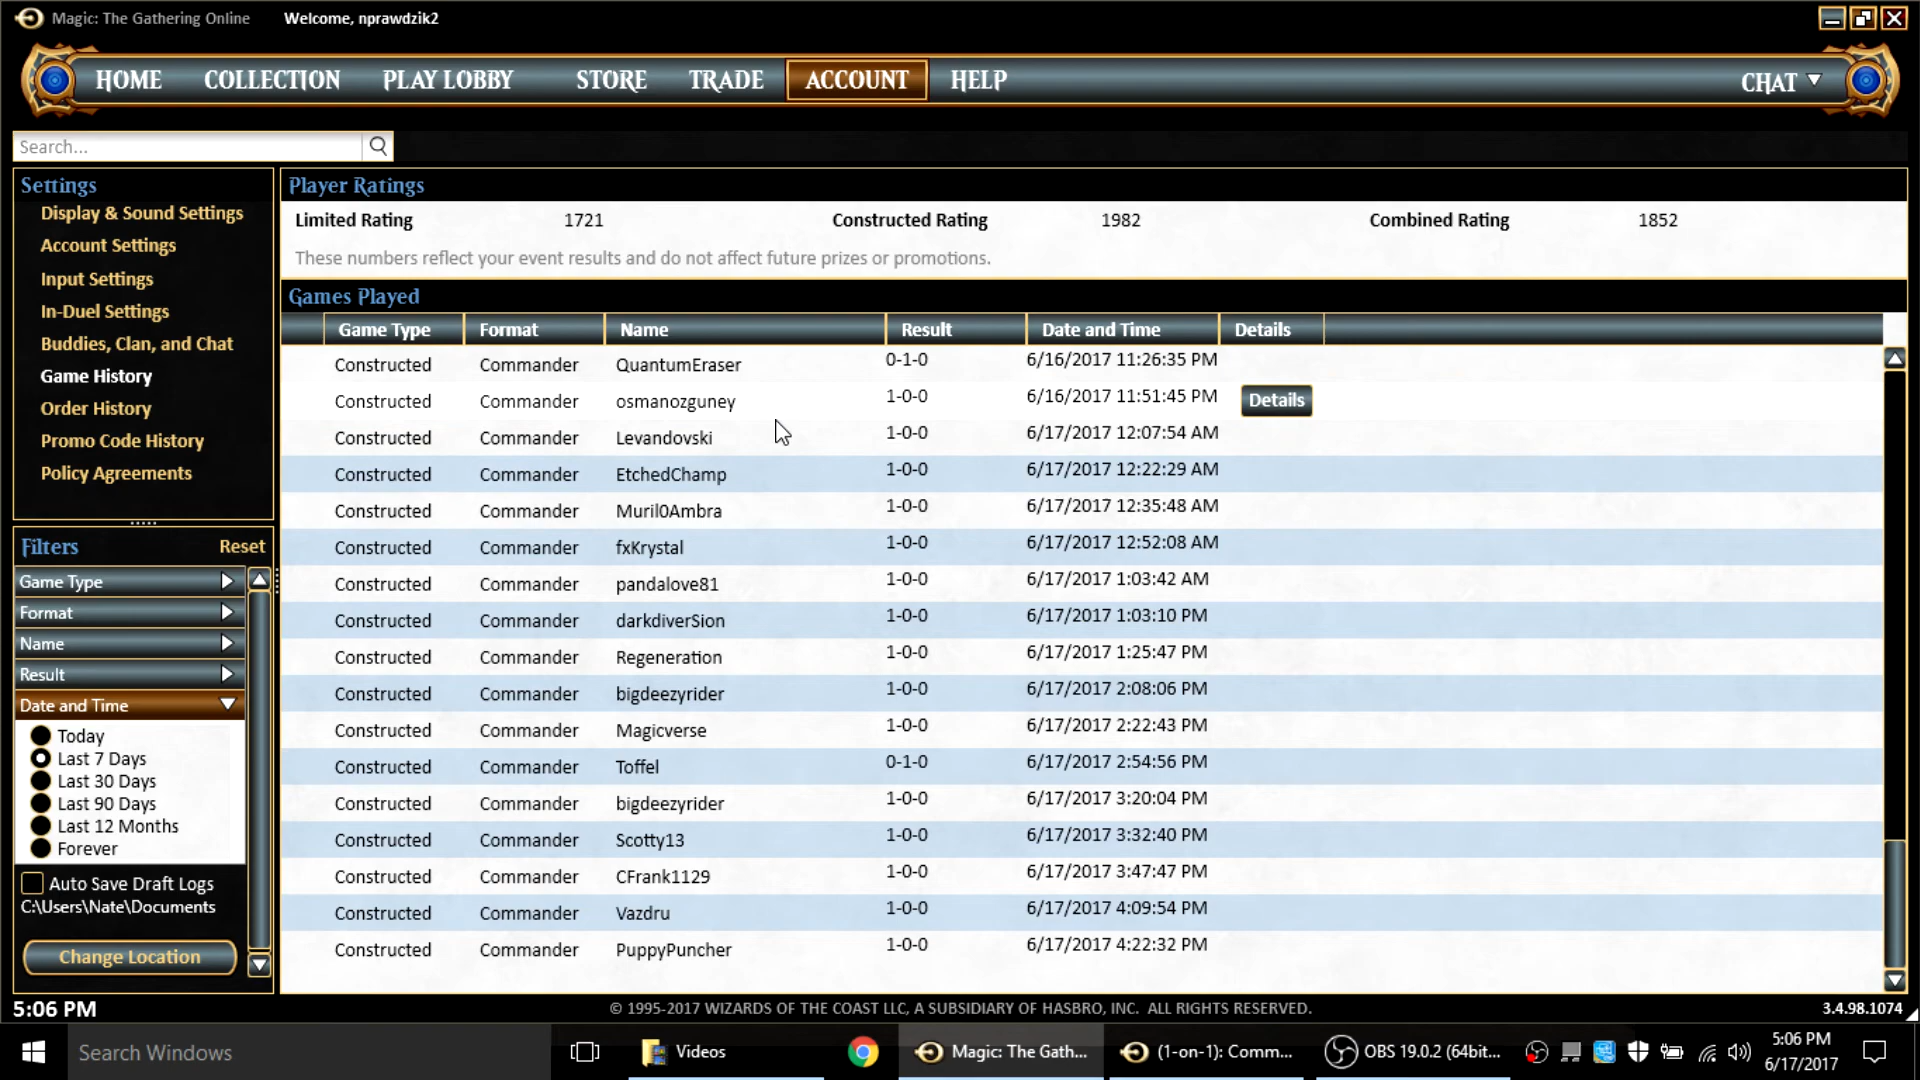 Magic: The Gathering Online Welcome, nprawdzik2
HOME COLLECTION PLAY LOBBY STORE TRADE ACCOUNT HELP CHAT
Search...
Settings
Display & Sound Settings
Account Settings
Input Settings
In-Duel Settings
Buddies, Clan, and Chat
Game History
Order History
Promo Code History
Policy Agreements
Filters Reset
Game Type
Format
Name
Result
Date and Time
Today
Last 7 Days
Last 30 Days
Last 90 Days
Last 12 Months
Forever
Auto Save Draft Logs
C:\Users\Nate\Documents
Change Location
Player Ratings
Limited Rating 1721 Constructed Rating 1982 Combined Rating 1852
These numbers reflect your event results and do not affect future prizes or promotions.
Games Played
Game Type Format Name Result Date and Time Details
Constructed Commander QuantumEraser 0-1-0 6/16/2017 11:26:35 PM
Constructed Commander osmanozguney 1-0-0 6/16/2017 11:51:45 PM Details
Constructed Commander Levandovski 1-0-0 6/17/2017 12:07:54 AM
Constructed Commander EtchedChamp 1-0-0 6/17/2017 12:22:29 AM
Constructed Commander Muril0Ambra 1-0-0 6/17/2017 12:35:48 AM
Constructed Commander fxKrystal 1-0-0 6/17/2017 12:52:08 AM
Constructed Commander pandalove81 1-0-0 6/17/2017 1:03:42 AM
Constructed Commander darkdiverSion 1-0-0 6/17/2017 1:03:10 PM
Constructed Commander Regeneration 1-0-0 6/17/2017 1:25:47 PM
Constructed Commander bigdeezyrider 1-0-0 6/17/2017 2:08:06 PM
Constructed Commander Magicverse 1-0-0 6/17/2017 2:22:43 PM
Constructed Commander Toffel 0-1-0 6/17/2017 2:54:56 PM
Constructed Commander bigdeezyrider 1-0-0 6/17/2017 3:20:04 PM
Constructed Commander Scotty13 1-0-0 6/17/2017 3:32:40 PM
Constructed Commander CFrank1129 1-0-0 6/17/2017 3:47:47 PM
Constructed Commander Vazdru 1-0-0 6/17/2017 4:09:54 PM
Constructed Commander PuppyPuncher 1-0-0 6/17/2017 4:22:32 PM
5:06 PM © 1995-2017 WIZARDS OF THE COAST LLC, A SUBSIDIARY OF HASBRO, INC. ALL RIGHTS RESERVED. 3.4.98.1074
Search Windows Videos Magic: The Gath... (1-on-1): Comm... OBS 19.0.2 (64bit... 5:06 PM
6/17/2017